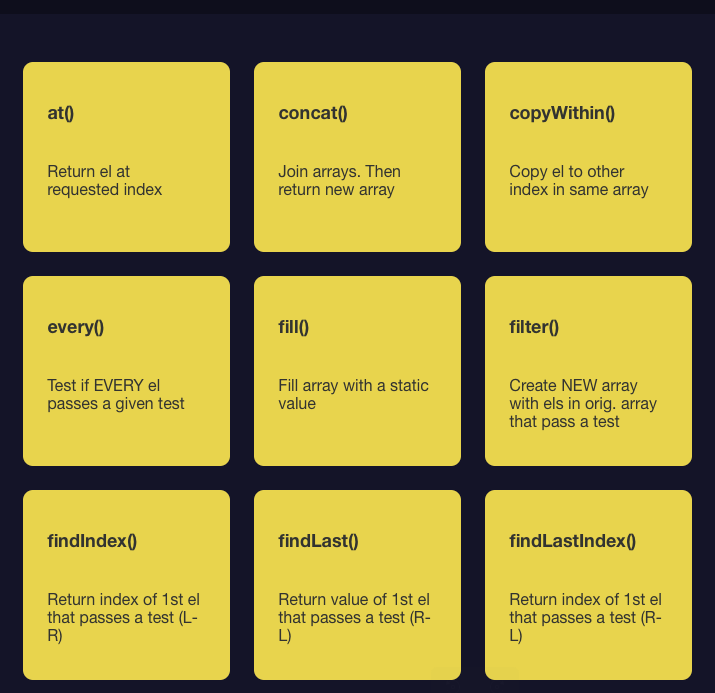 at()
Return el at
requested index
concat()
Join arrays. Then
return new array
copyWithin()
Copy el to other
index in same array
every()
Test if EVERY el
passes a given test
fill()
Fill array with a static
value
filter()
Create NEW array
with els in orig. array
that pass a test
findIndex()
Return index of 1st el
that passes a test (L-
R)
findLast()
Return value of 1st el
that passes a test (R-
L)
findLastIndex()
Return index of 1st el
that passes a test (R-
L)